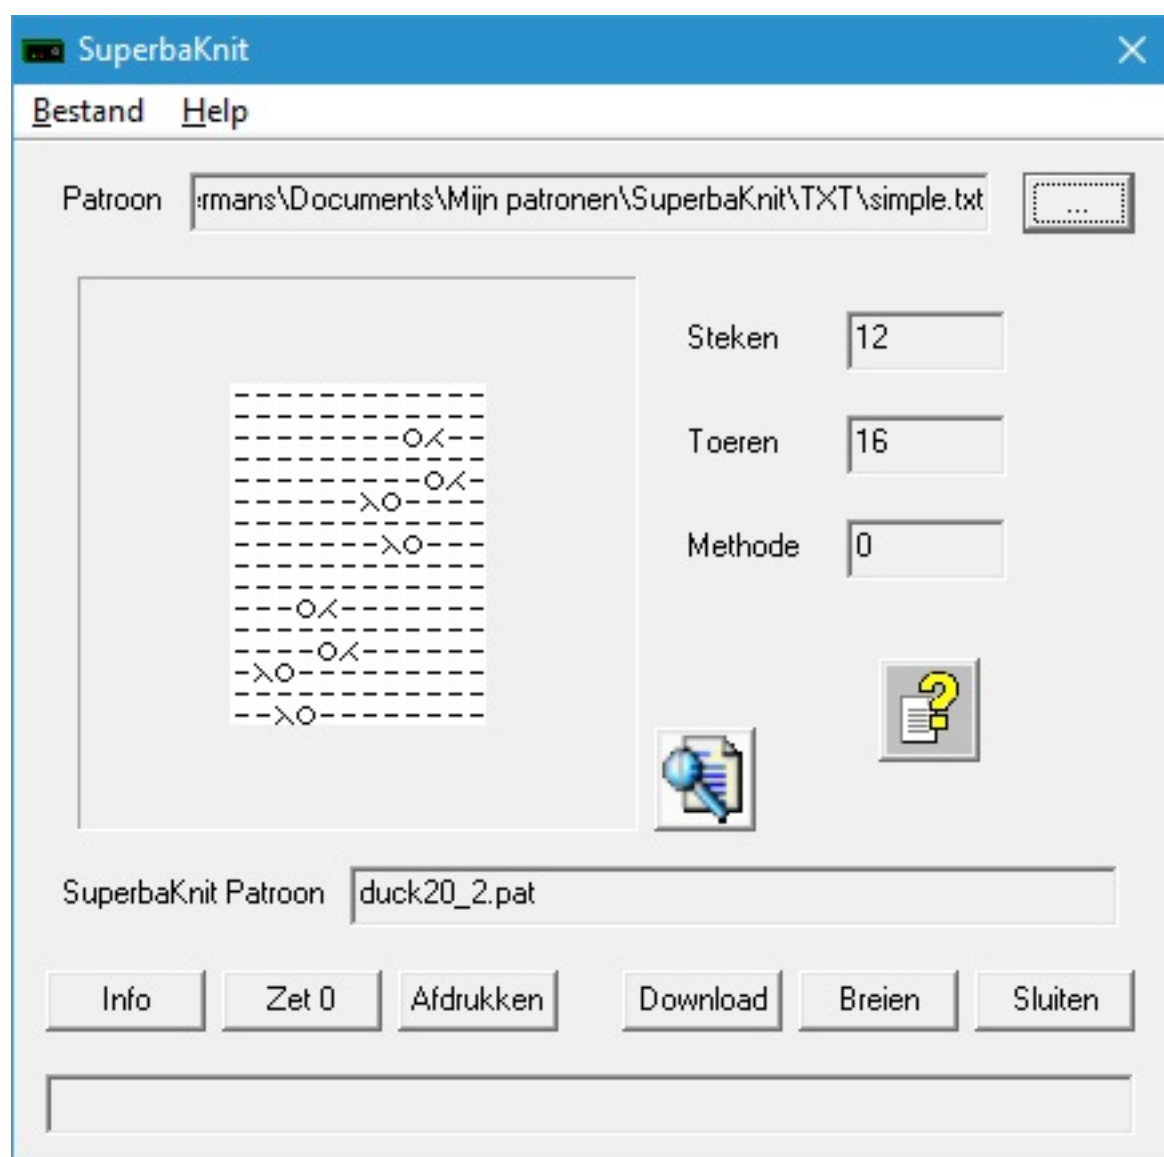 SuperbaKnit
Bestand Help
Patroon :rmans\Documents\Mijn patronen\SuperbaKnit\TXT\simple.txt ...
Steken 12
Toeren 16
Methode 0
------------
------------
--------O⋌--
------------
---------O⋌-
------⋋O----
------------
-------⋋O---
------------
------------
---O⋌-------
------------
----O⋌------
-⋋O---------
------------
--⋋O--------
SuperbaKnit Patroon duck20_2.pat
Info Zet 0 Afdrukken Download Breien Sluiten